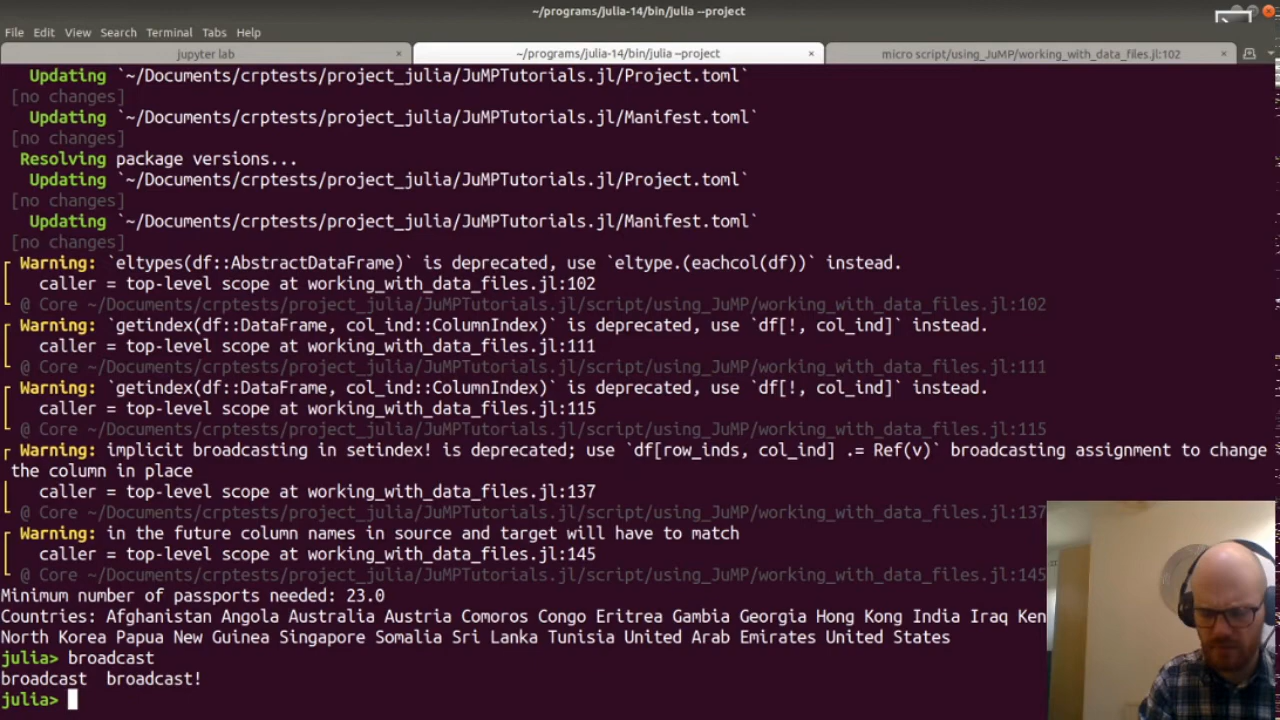 ~/programs/julia-14/bin/julia --project
File Edit View Search Terminal Tabs Help
jupyter lab × ~/programs/julia-14/bin/julia --project × micro script/using_JuMP/working_with_data_files.jl:102 ×
Updating `~/Documents/crptests/project_julia/JuMPTutorials.jl/Project.toml`
[no changes]
Updating `~/Documents/crptests/project_julia/JuMPTutorials.jl/Manifest.toml`
[no changes]
Resolving package versions...
Updating `~/Documents/crptests/project_julia/JuMPTutorials.jl/Project.toml`
[no changes]
Updating `~/Documents/crptests/project_julia/JuMPTutorials.jl/Manifest.toml`
[no changes]
┌ Warning: `eltypes(df::AbstractDataFrame)` is deprecated, use `eltype.(eachcol(df))` instead.
│ caller = top-level scope at working_with_data_files.jl:102
└ @ Core ~/Documents/crptests/project_julia/JuMPTutorials.jl/script/using_JuMP/working_with_data_files.jl:102
┌ Warning: `getindex(df::DataFrame, col_ind::ColumnIndex)` is deprecated, use `df[!, col_ind]` instead.
│ caller = top-level scope at working_with_data_files.jl:111
└ @ Core ~/Documents/crptests/project_julia/JuMPTutorials.jl/script/using_JuMP/working_with_data_files.jl:111
┌ Warning: `getindex(df::DataFrame, col_ind::ColumnIndex)` is deprecated, use `df[!, col_ind]` instead.
│ caller = top-level scope at working_with_data_files.jl:115
└ @ Core ~/Documents/crptests/project_julia/JuMPTutorials.jl/script/using_JuMP/working_with_data_files.jl:115
┌ Warning: implicit broadcasting in setindex! is deprecated; use `df[row_inds, col_ind] .= Ref(v)` broadcasting assignment to change
the column in place
│ caller = top-level scope at working_with_data_files.jl:137
└ @ Core ~/Documents/crptests/project_julia/JuMPTutorials.jl/script/using_JuMP/working_with_data_files.jl:137
┌ Warning: in the future column names in source and target will have to match
│ caller = top-level scope at working_with_data_files.jl:145
└ @ Core ~/Documents/crptests/project_julia/JuMPTutorials.jl/script/using_JuMP/working_with_data_files.jl:145
Minimum number of passports needed: 23.0
Countries: Afghanistan Angola Australia Austria Comoros Congo Eritrea Gambia Georgia Hong Kong India Iraq Ken
North Korea Papua New Guinea Singapore Somalia Sri Lanka Tunisia United Arab Emirates United States
julia> broadcast
broadcast broadcast!
julia>